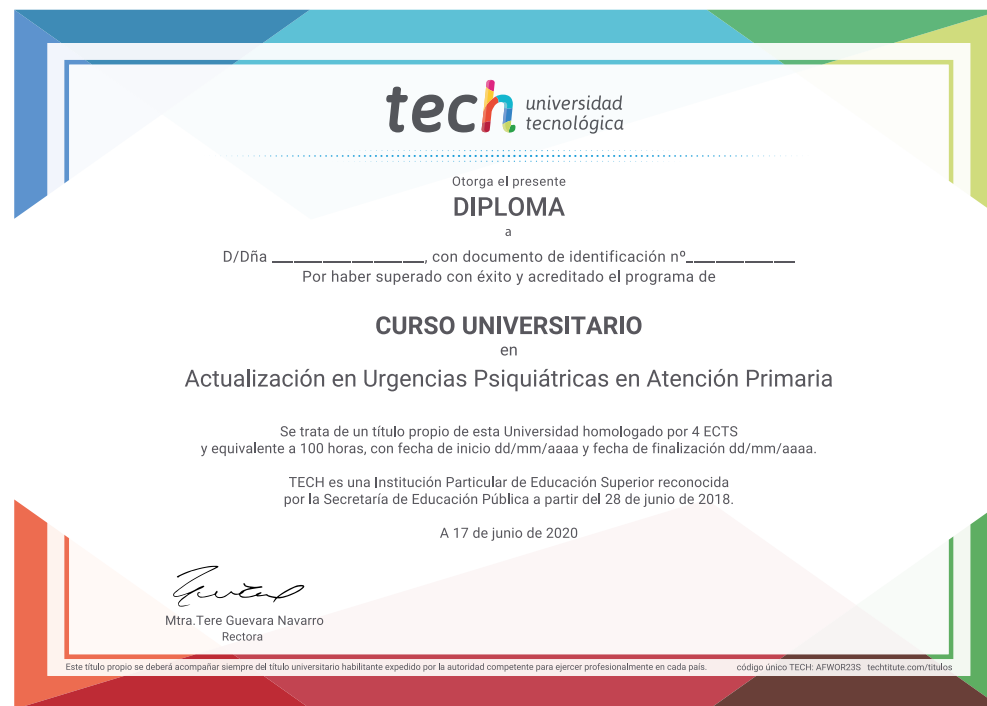 tech universidad
tecnológica
Otorga el presente
DIPLOMA
a
D/Dña ________________, con documento de identificación nº____________
Por haber superado con éxito y acreditado el programa de
CURSO UNIVERSITARIO
en
Actualización en Urgencias Psiquiátricas en Atención Primaria
Se trata de un título propio de esta Universidad homologado por 4 ECTS
y equivalente a 100 horas, con fecha de inicio dd/mm/aaaa y fecha de finalización dd/mm/aaaa.
TECH es una Institución Particular de Educación Superior reconocida
por la Secretaría de Educación Pública a partir del 28 de junio de 2018.
A 17 de junio de 2020
Mtra.Tere Guevara Navarro
Rectora
Este título propio se deberá acompañar siempre del título universitario habilitante expedido por la autoridad competente para ejercer profesionalmente en cada país. código único TECH: AFWOR23S techtitute.com/titulos